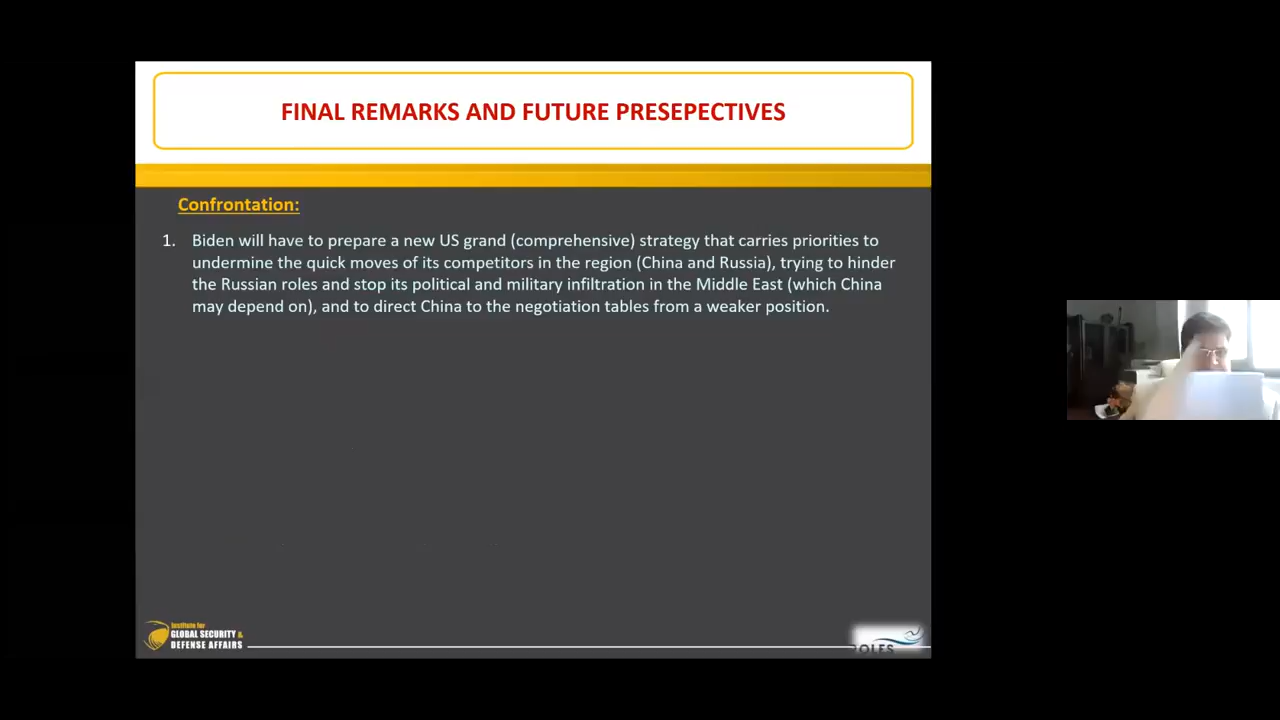 FINAL REMARKS AND FUTURE PRESEPECTIVES
Confrontation:
1. Biden will have to prepare a new US grand (comprehensive) strategy that carries priorities to
undermine the quick moves of its competitors in the region (China and Russia), trying to hinder
the Russian roles and stop its political and military infiltration in the Middle East (which China
may depend on), and to direct China to the negotiation tables from a weaker position.
Institute for
GLOBAL SECURITY &
DEFENSE AFFAIRS